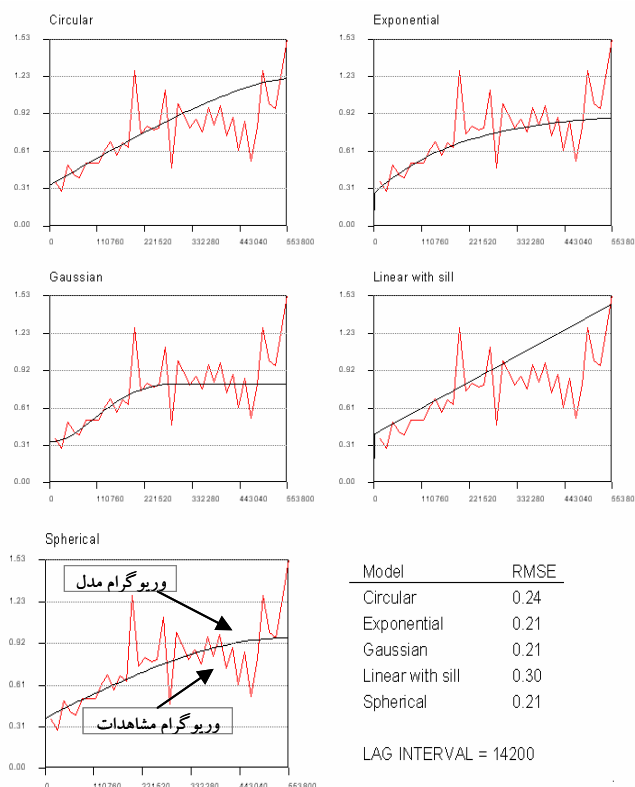 Circular
1.53
1.23
0.92
0.61
0.31
0.00
0 110760 221520 332280 443040 553800
Exponential
1.53
1.23
0.92
0.61
0.31
0.00
0 110760 221520 332280 443040 553800
Gaussian
1.53
1.23
0.92
0.61
0.31
0.00
0 110760 221520 332280 443040 553800
Linear with sill
1.53
1.23
0.92
0.61
0.31
0.00
0 110760 221520 332280 443040 553800
Spherical
1.53
1.23
0.92
0.61
0.31
0.00
0 110760 221520 332280 443040 553800
وریوگرام مدل
وریوگرام مشاهدات
Model RMSE
Circular 0.24
Exponential 0.21
Gaussian 0.21
Linear with sill 0.30
Spherical 0.21
LAG INTERVAL = 14200